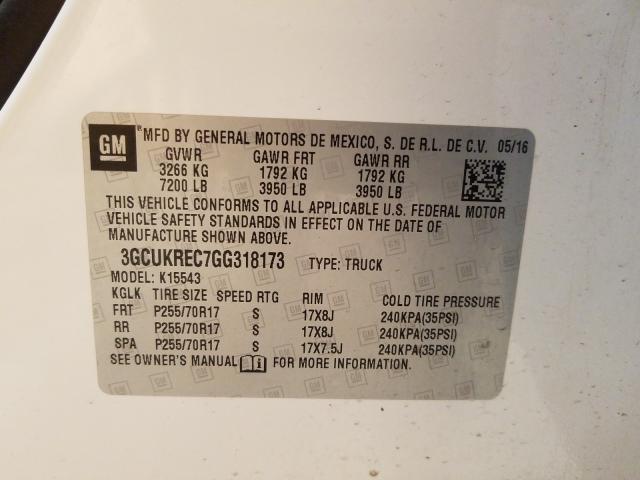 GM ® MFD BY GENERAL MOTORS DE MEXICO, S. DE R.L. DE C.V. 05/16
GVWR GAWR FRT GAWR RR
3266 KG 1792 KG 1792 KG
7200 LB 3950 LB 3950 LB
THIS VEHICLE CONFORMS TO ALL APPLICABLE U.S. FEDERAL MOTOR
VEHICLE SAFETY STANDARDS IN EFFECT ON THE DATE OF
MANUFACTURE SHOWN ABOVE.
3GCUKREC7GG318173 TYPE: TRUCK
MODEL: K15543
KGLK TIRE SIZE SPEED RTG RIM COLD TIRE PRESSURE
FRT P255/70R17 S 17X8J 240KPA(35PSI)
RR P255/70R17 S 17X8J 240KPA(35PSI)
SPA P255/70R17 S 17X7.5J 240KPA(35PSI)
SEE OWNER'S MANUAL FOR MORE INFORMATION.